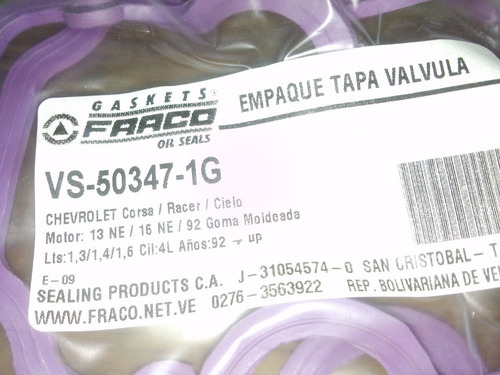 GASKETS®
FRACO
OIL SEALS
EMPAQUE TAPA VALVULA
VS-50347-1G
CHEVROLET Corsa / Racer / Cielo
Motor: 13 NE / 16 NE / 92 Goma Moldeada
Lts:1,3/1,4/1,6 Cil:4L Años:92 → up
E-09
SEALING PRODUCTS C.A. J-31054574-0 SAN CRISTOBAL- T
WWW.FRACO.NET.VE 0276-3563922 REP. BOLIVARIANA DE VE